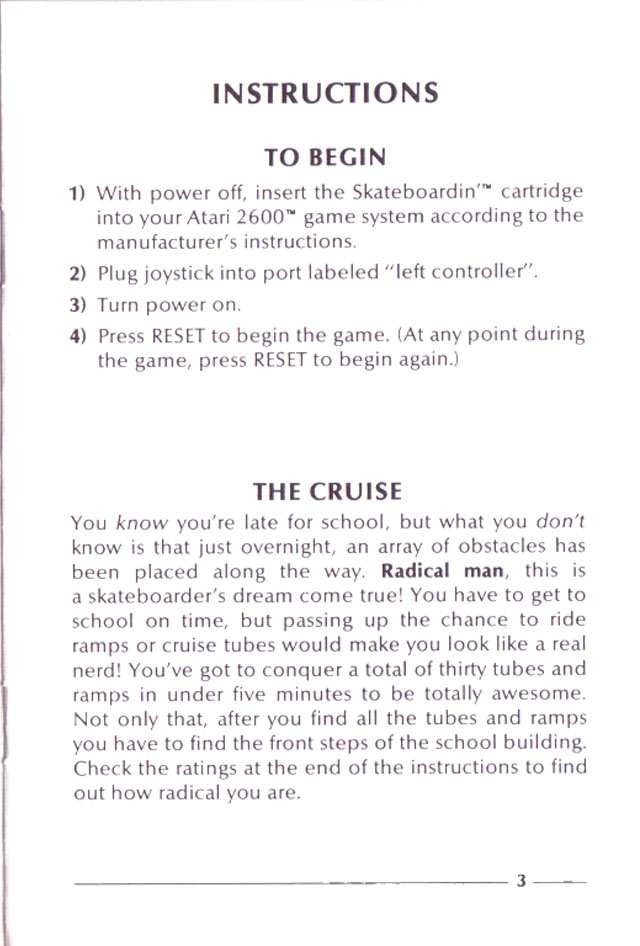 INSTRUCTIONS
TO BEGIN
1) With power off, insert the Skateboardin'™ cartridge
into your Atari 2600™ game system according to the
manufacturer's instructions.
2) Plug joystick into port labeled "left controller".
3) Turn power on.
4) Press RESET to begin the game. (At any point during
the game, press RESET to begin again.)
THE CRUISE
You know you're late for school, but what you don't
know is that just overnight, an array of obstacles has
been placed along the way. Radical man, this is
a skateboarder's dream come true! You have to get to
school on time, but passing up the chance to ride
ramps or cruise tubes would make you look like a real
nerd! You've got to conquer a total of thirty tubes and
ramps in under five minutes to be totally awesome.
Not only that, after you find all the tubes and ramps
you have to find the front steps of the school building.
Check the ratings at the end of the instructions to find
out how radical you are.
3